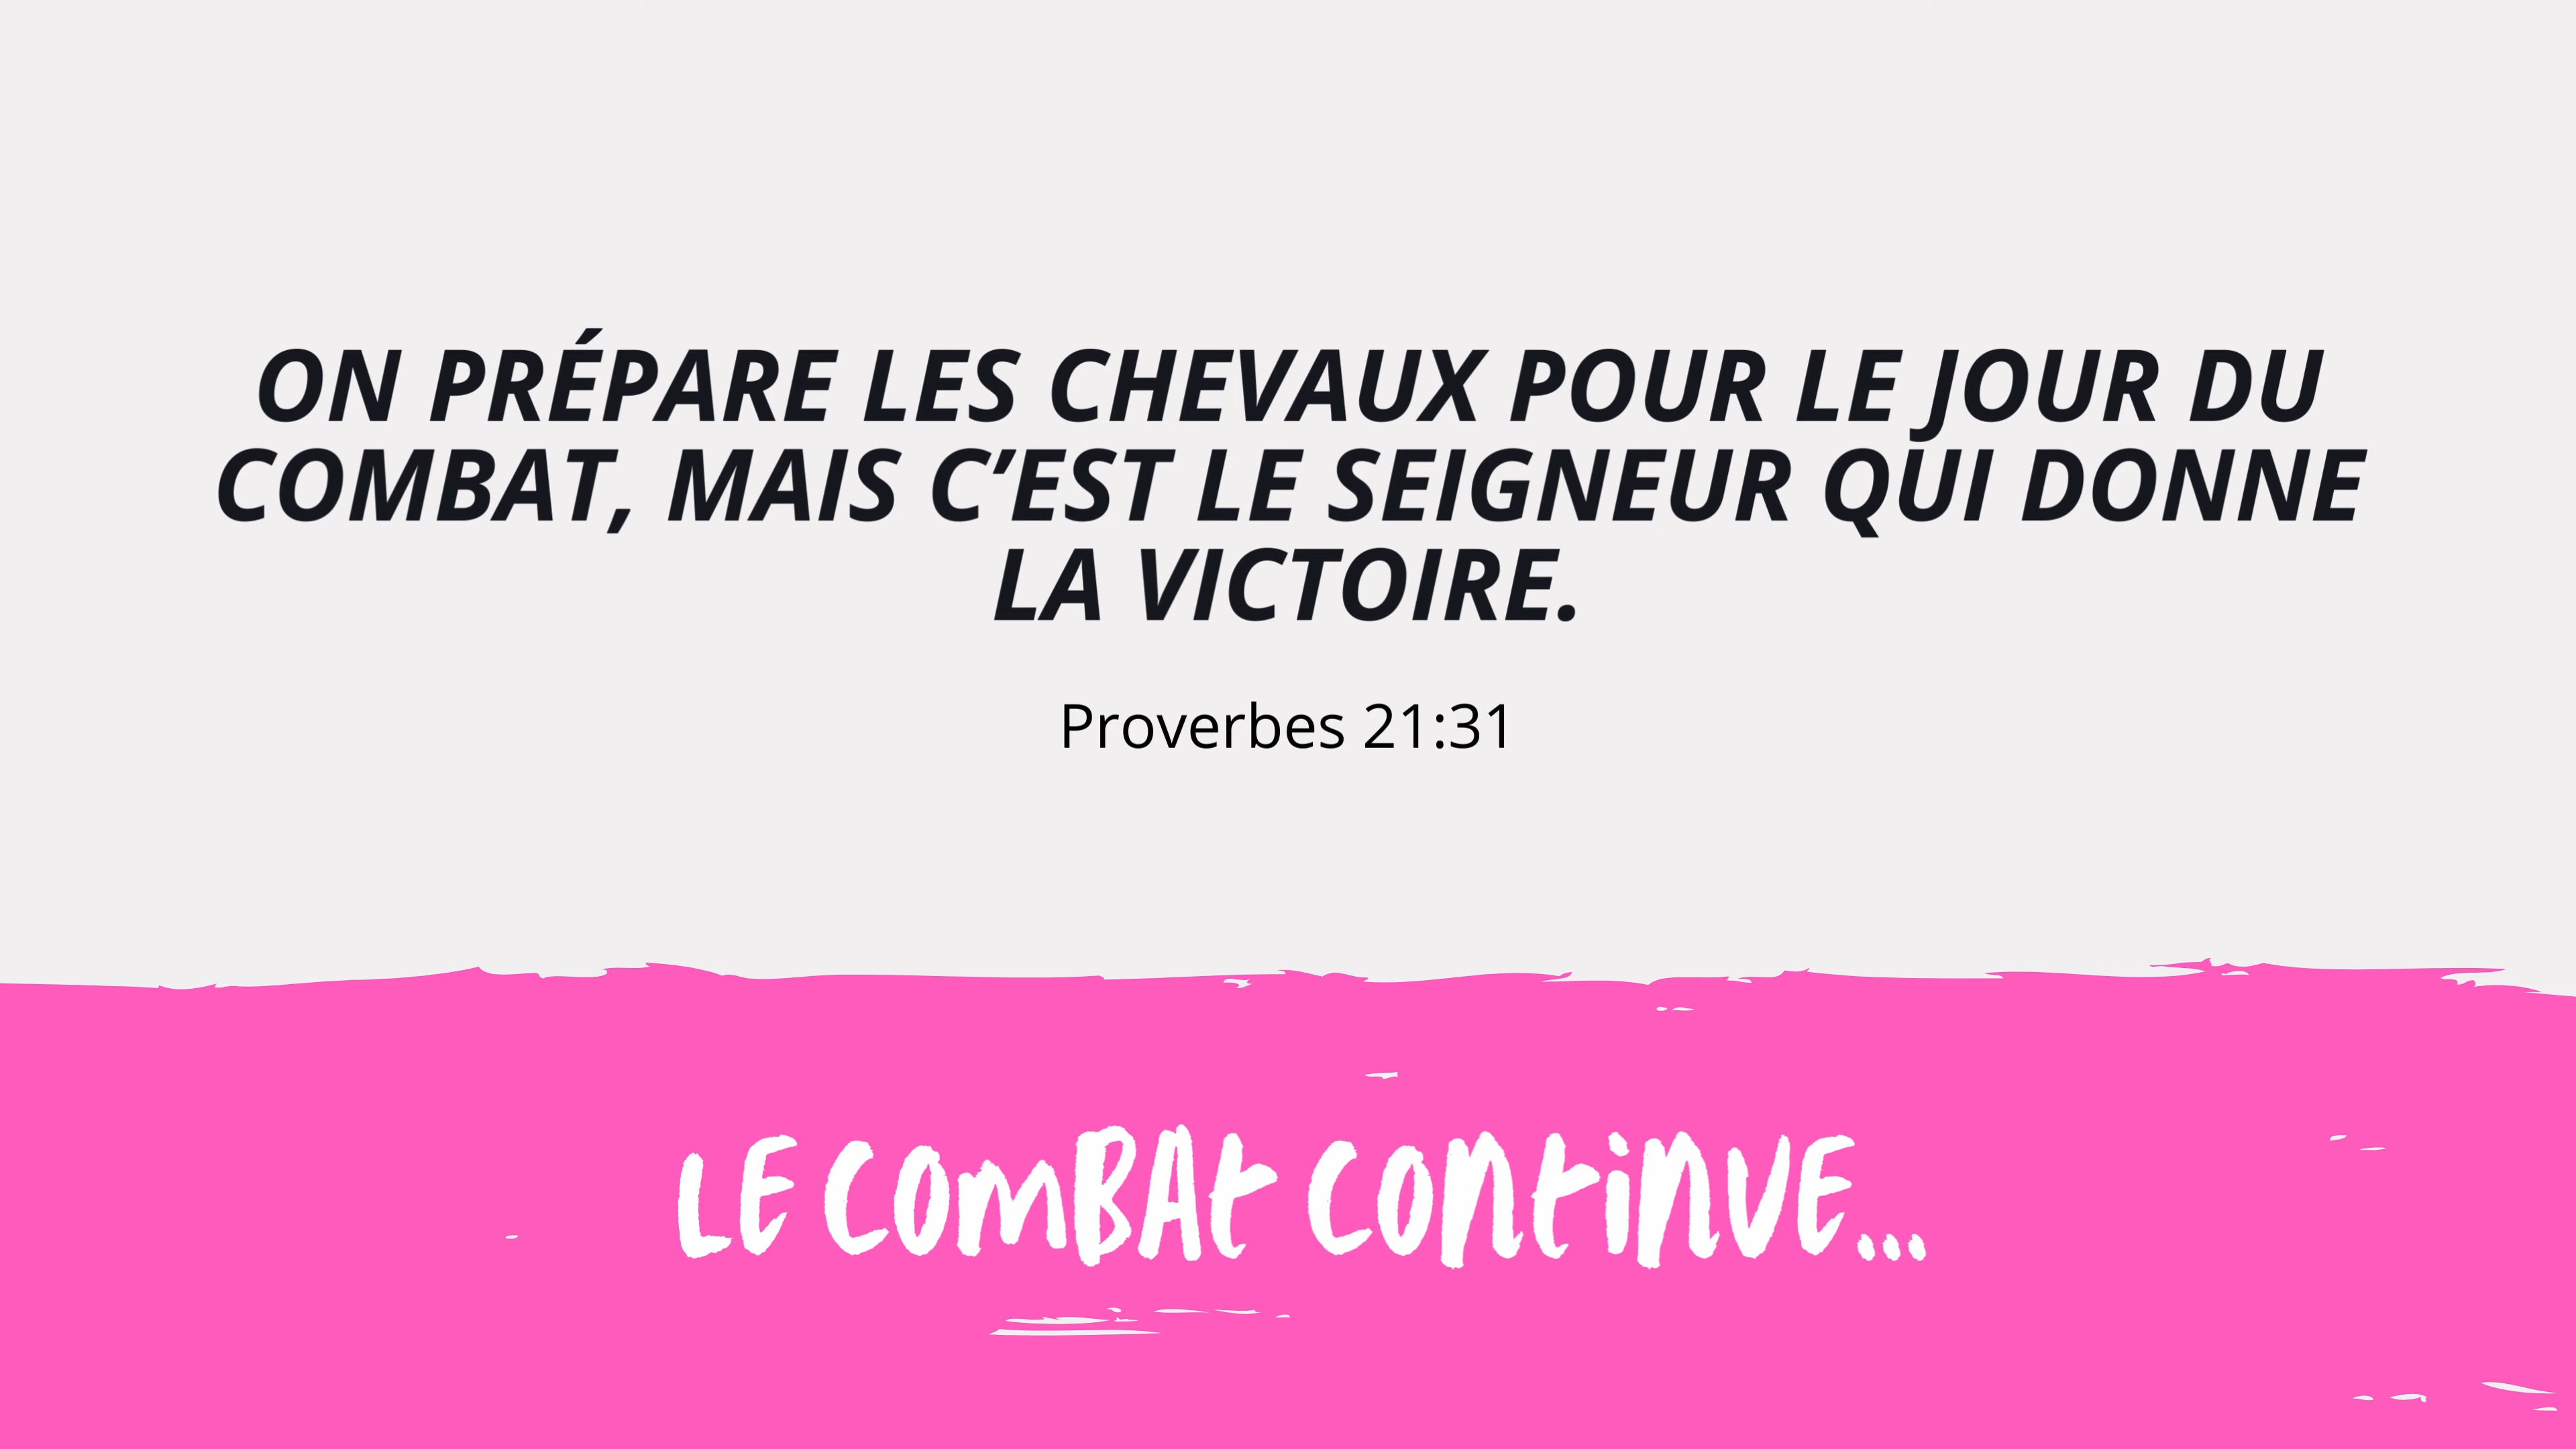 ON PRÉPARE LES CHEVAUX POUR LE JOUR DU
COMBAT, MAIS C’EST LE SEIGNEUR QUI DONNE
LA VICTOIRE.
Proverbes 21:31
LE COMBAT CONTINUE...